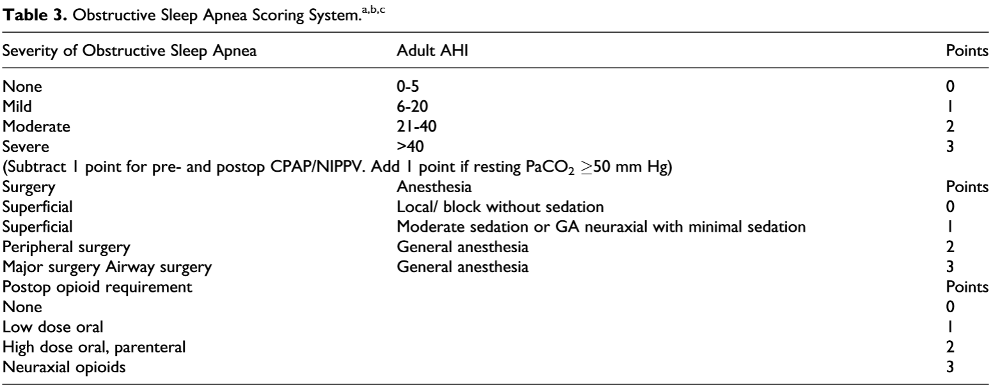 Table 3. Obstructive Sleep Apnea Scoring System.a,b,c
Severity of Obstructive Sleep Apnea Adult AHI Points
None 0-5 0
Mild 6-20 1
Moderate 21-40 2
Severe >40 3
(Subtract 1 point for pre- and postop CPAP/NIPPV. Add 1 point if resting PaCO2 ≥50 mm Hg)
Surgery Anesthesia Points
Superficial Local/ block without sedation 0
Superficial Moderate sedation or GA neuraxial with minimal sedation 1
Peripheral surgery General anesthesia 2
Major surgery Airway surgery General anesthesia 3
Postop opioid requirement Points
None 0
Low dose oral 1
High dose oral, parenteral 2
Neuraxial opioids 3